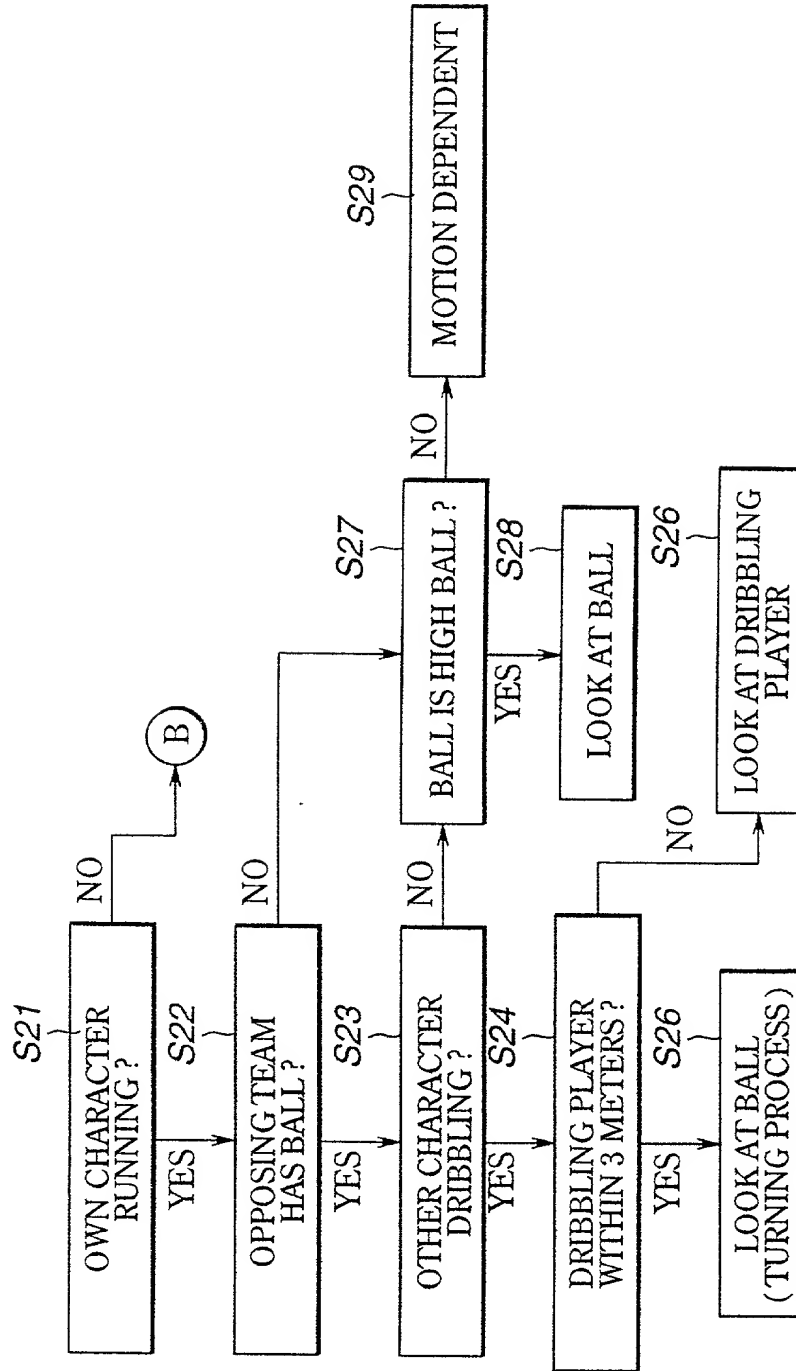 S21
OWN CHARACTER
RUNNING ?
NO
B
YES
S22
OPPOSING TEAM
HAS BALL ?
NO
YES
S23
OTHER CHARACTER
DRIBBLING ?
NO
S27
BALL IS HIGH BALL ?
NO
S29
MOTION DEPENDENT
YES
S28
LOOK AT BALL
YES
S24
DRIBBLING PLAYER
WITHIN 3 METERS ?
NO
S26
LOOK AT DRIBBLING
PLAYER
YES
S26
LOOK AT BALL
( TURNING PROCESS )